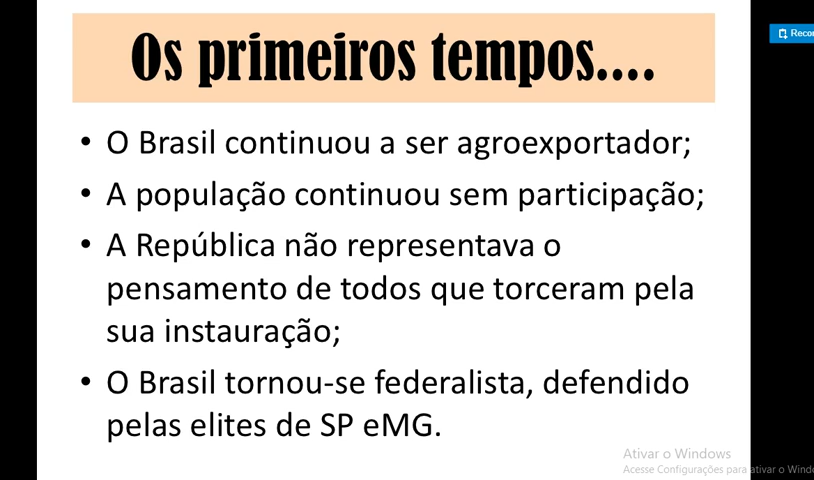 Os primeiros tempos....
Recor
• O Brasil continuou a ser agroexportador;
• A população continuou sem participação;
• A República não representava o
pensamento de todos que torceram pela
sua instauração;
• O Brasil tornou-se federalista, defendido
pelas elites de SP eMG.
Ativar o Windows
Acesse Configurações para ativar o Windo